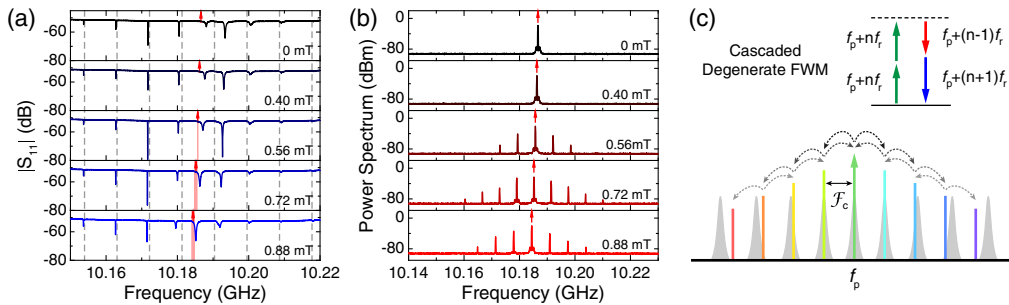 (a)
|S11| (dB)
-60
-80
-60
-80
-60
-80
-60
-80
-60
-80
0 mT
0.40 mT
0.56mT
0.72 mT
0.88 mT
10.16
10.18
10.20
10.22
Frequency (GHz)
(b)
Power Spectrum (dBm)
0
-80
0
-80
0
-80
0
-80
0
-80
0 mT
0.40 mT
0.56mT
0.72 mT
0.88 mT
10.14
10.16
10.18
10.20
10.22
Frequency (GHz)
(c)
Cascaded
Degenerate FWM
fp+nfr
fp+(n-1)fr
fp+nfr
fp+(n+1)fr
ℱc
fp